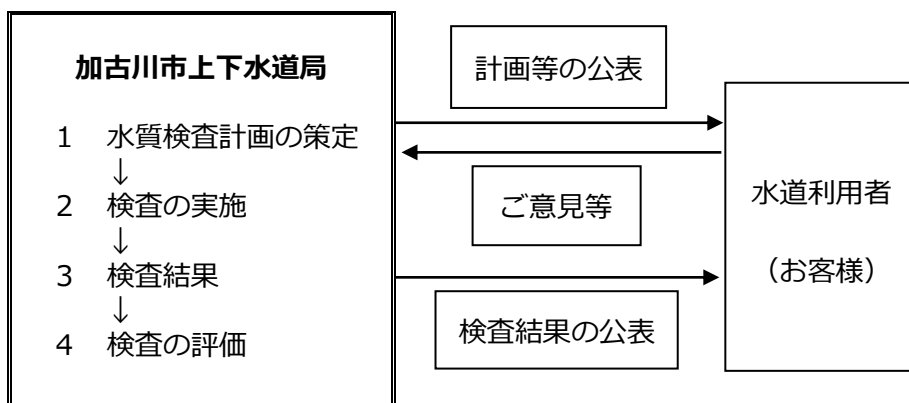 加古川市上下水道局
1 水質検査計画の策定
↓
2 検査の実施
↓
3 検査結果
↓
4 検査の評価
計画等の公表
ご意見等
検査結果の公表
水道利用者
（お客様）